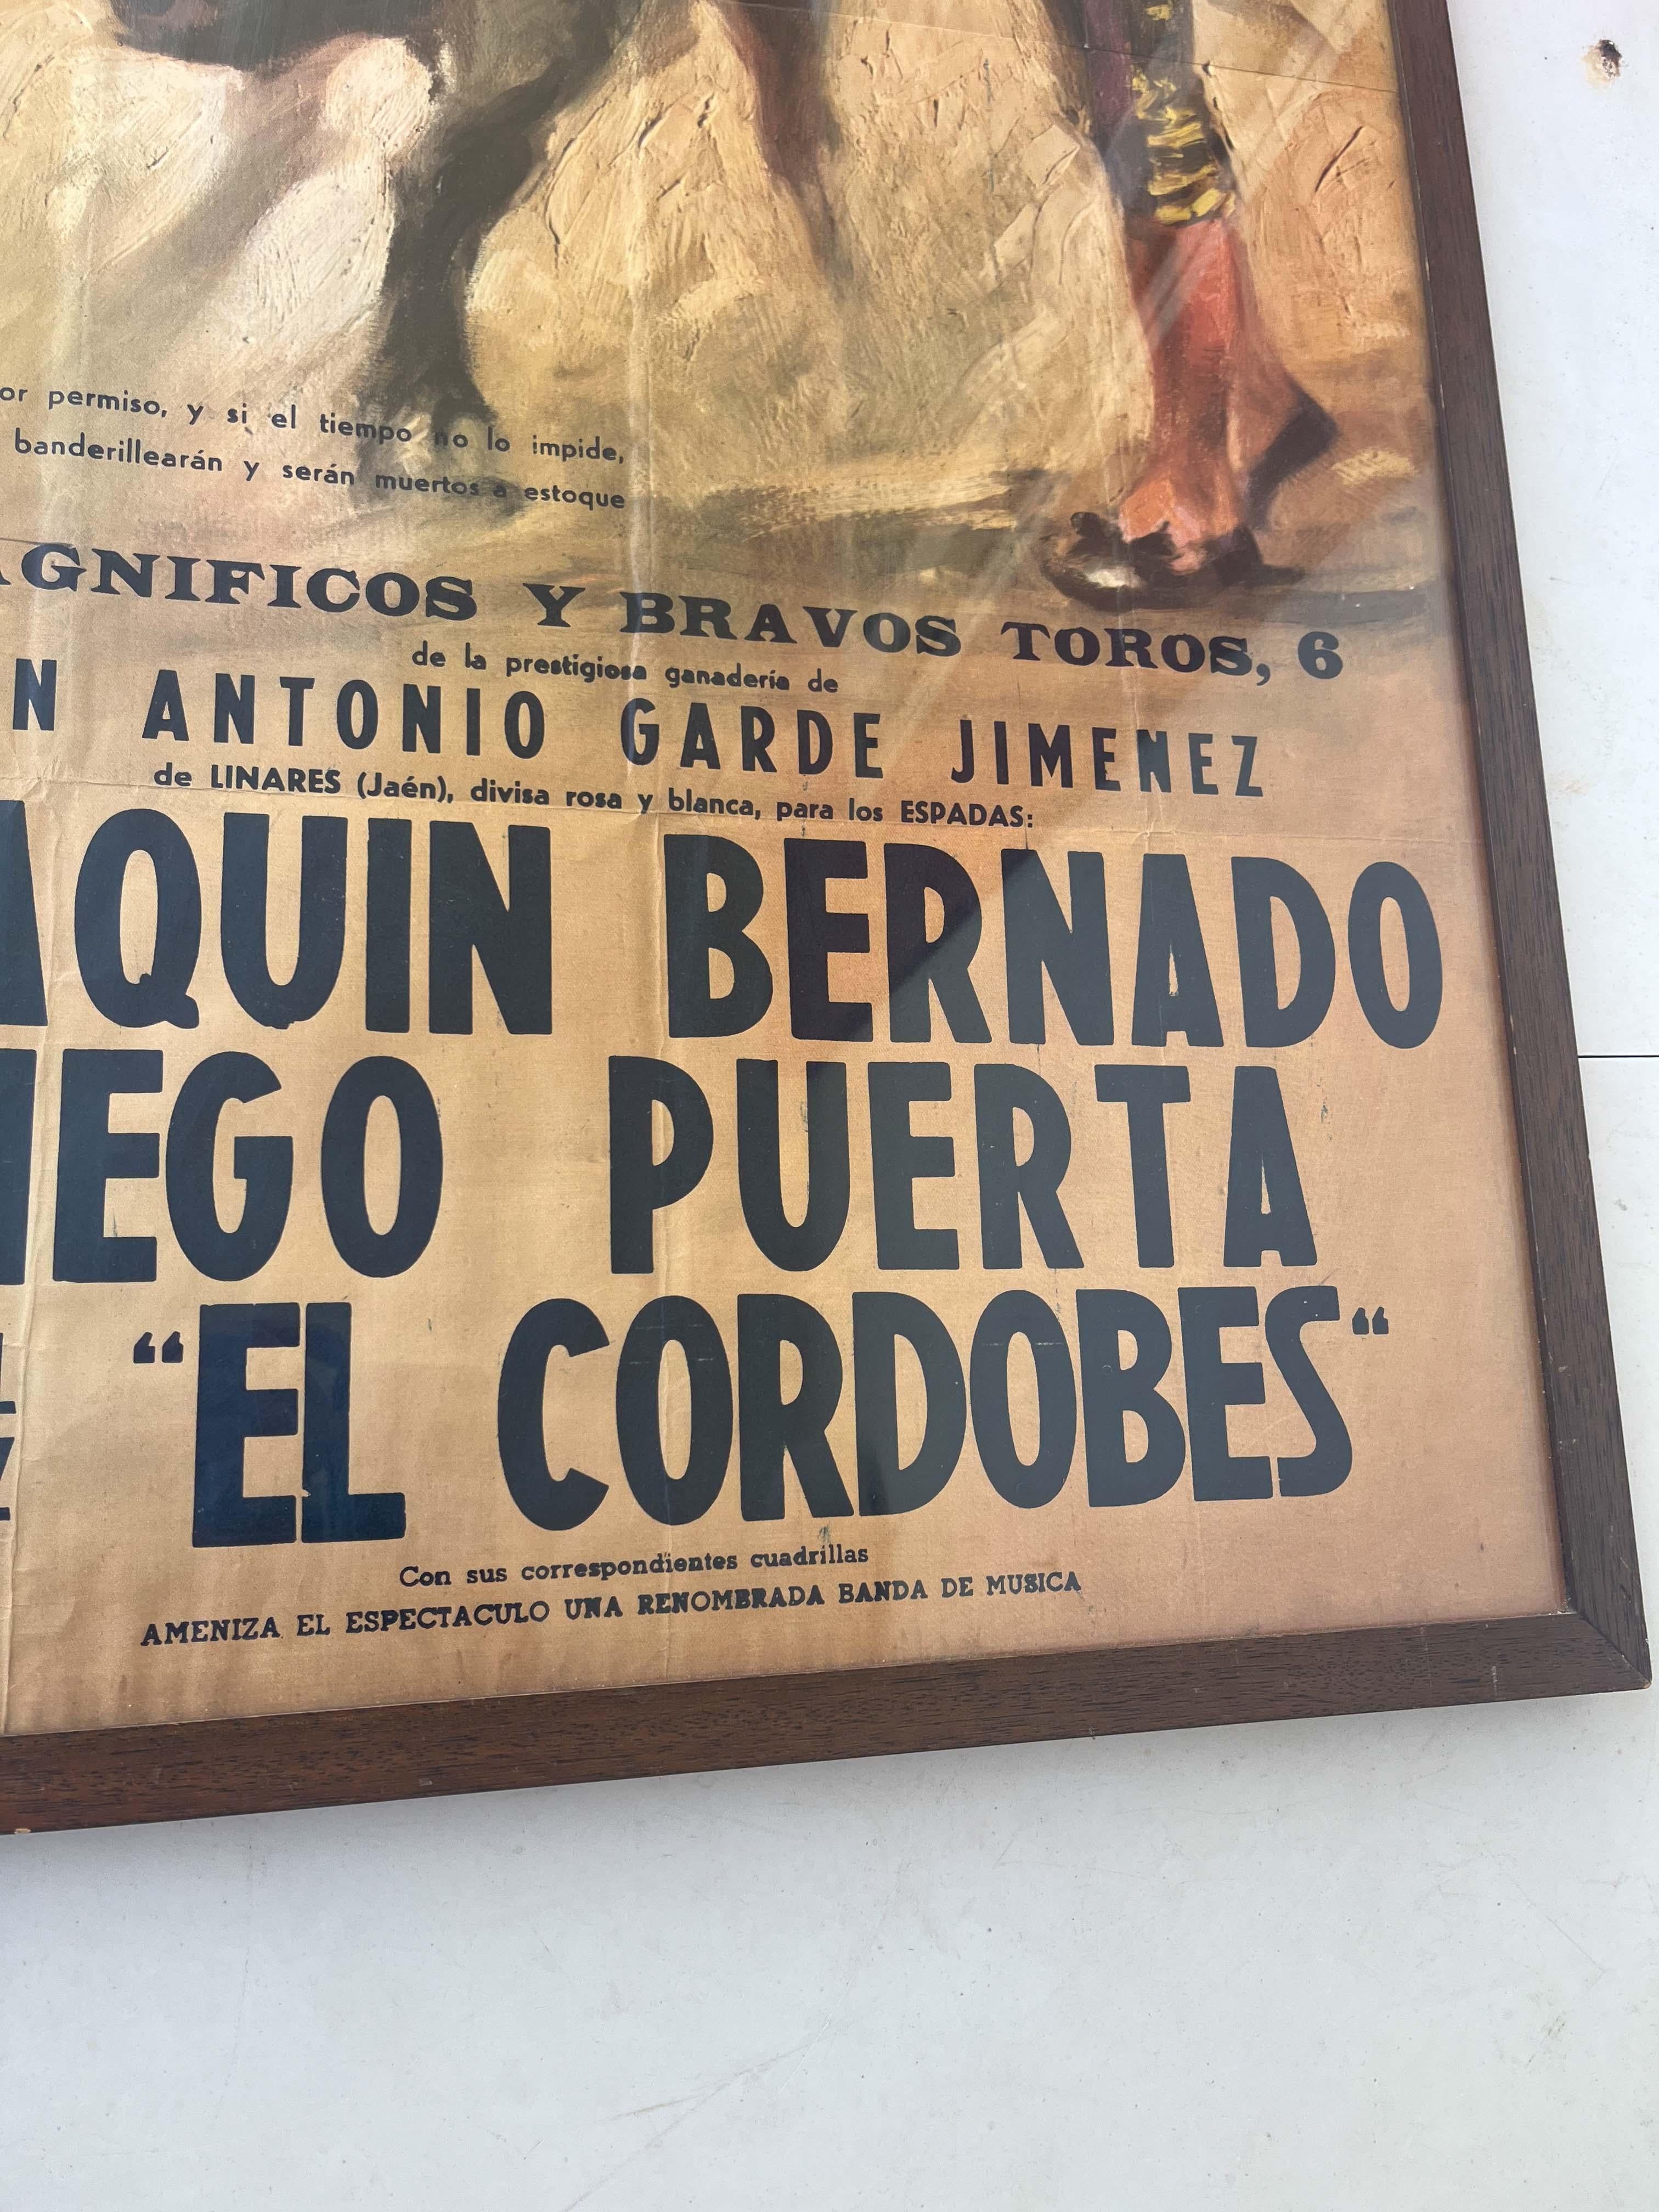 or permiso, y si el tiempo no lo impide,
banderillearán y serán muertos a estoque
AGNIFICOS Y BRAVOS TOROS, 6
de la prestigiosa ganadería de
N ANTONIO GARDE JIMENEZ
de LINARES (Jaén), divisa rosa y blanca, para los ESPADAS:
AQUIN BERNADO
IEGO PUERTA
“EL CORDOBES“
Con sus correspondientes cuadrillas
AMENIZA EL ESPECTACULO UNA RENOMBRADA BANDA DE MUSICA